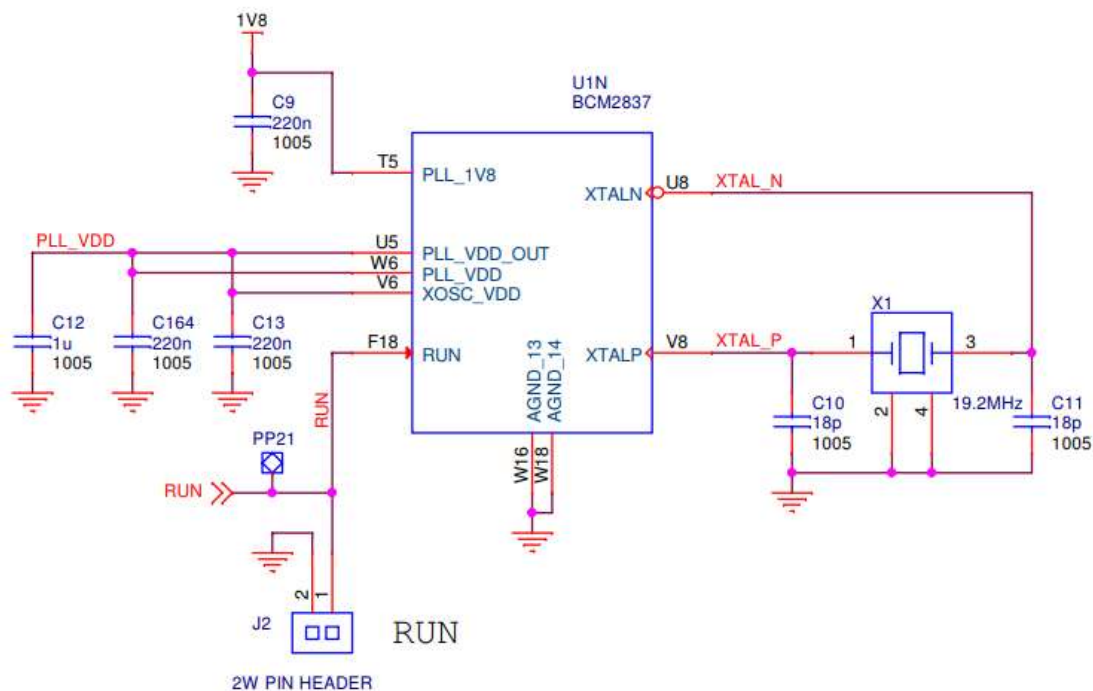 1V8
C9
220n
1005
U1N
BCM2837
T5
PLL_1V8
XTALN
U8
XTAL_N
PLL_VDD
U5
PLL_VDD_OUT
W6
PLL_VDD
V6
XOSC_VDD
C12
1u
1005
C164
220n
1005
C13
220n
1005
F18
RUN
AGND_13
AGND_14
XTALP
V8
XTAL_P
X1
1
3
2
4
19.2MHz
C10
18p
1005
C11
18p
1005
RUN
PP21
RUN
W16
W18
2
1
J2
RUN
2W PIN HEADER